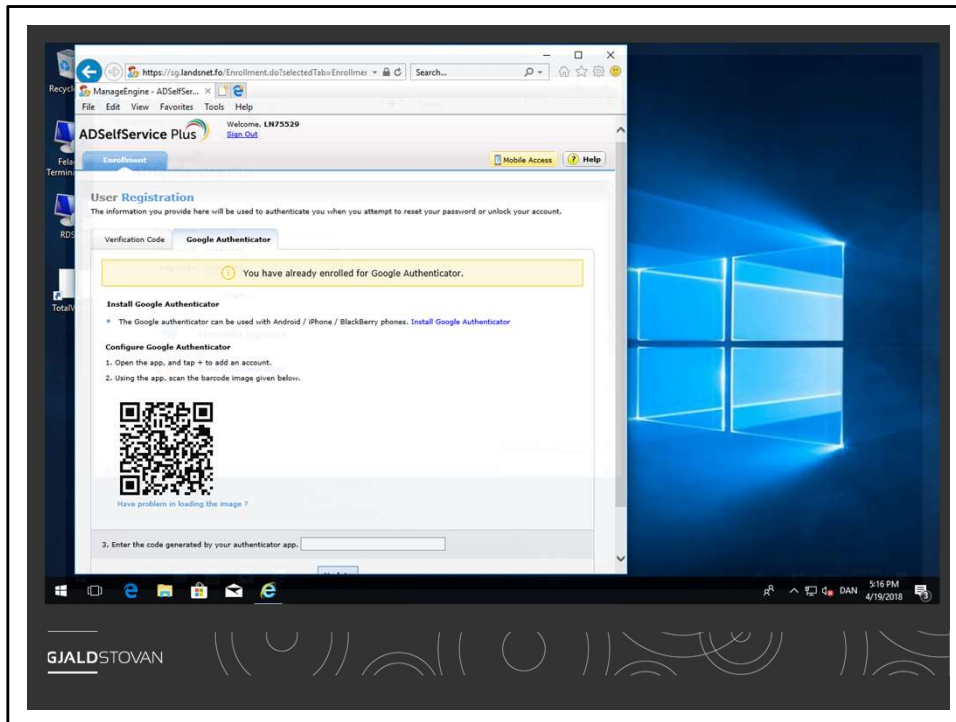 https://sg.landsnet.fo/Enrollment.do?selectedTab=Enrollmer
Search...
Recycl
ManageEngine - ADSelfSer...
File Edit View Favorites Tools Help
ADSelfService Plus
Welcome, LN75529
Sign Out
Fela
Termina
Enrollment
Mobile Access
Help
User Registration
The information you provide here will be used to authenticate you when you attempt to reset your password or unlock your account.
RDS
Verification Code Google Authenticator
You have already enrolled for Google Authenticator.
TotalV
Install Google Authenticator
The Google authenticator can be used with Android / iPhone / BlackBerry phones. Install Google Authenticator
Configure Google Authenticator
1. Open the app, and tap + to add an account.
2. Using the app, scan the barcode image given below.
Have problem in loading the image ?
3. Enter the code generated by your authenticator app.
DAN
5:16 PM
4/19/2018
3
GJALDSTOVAN